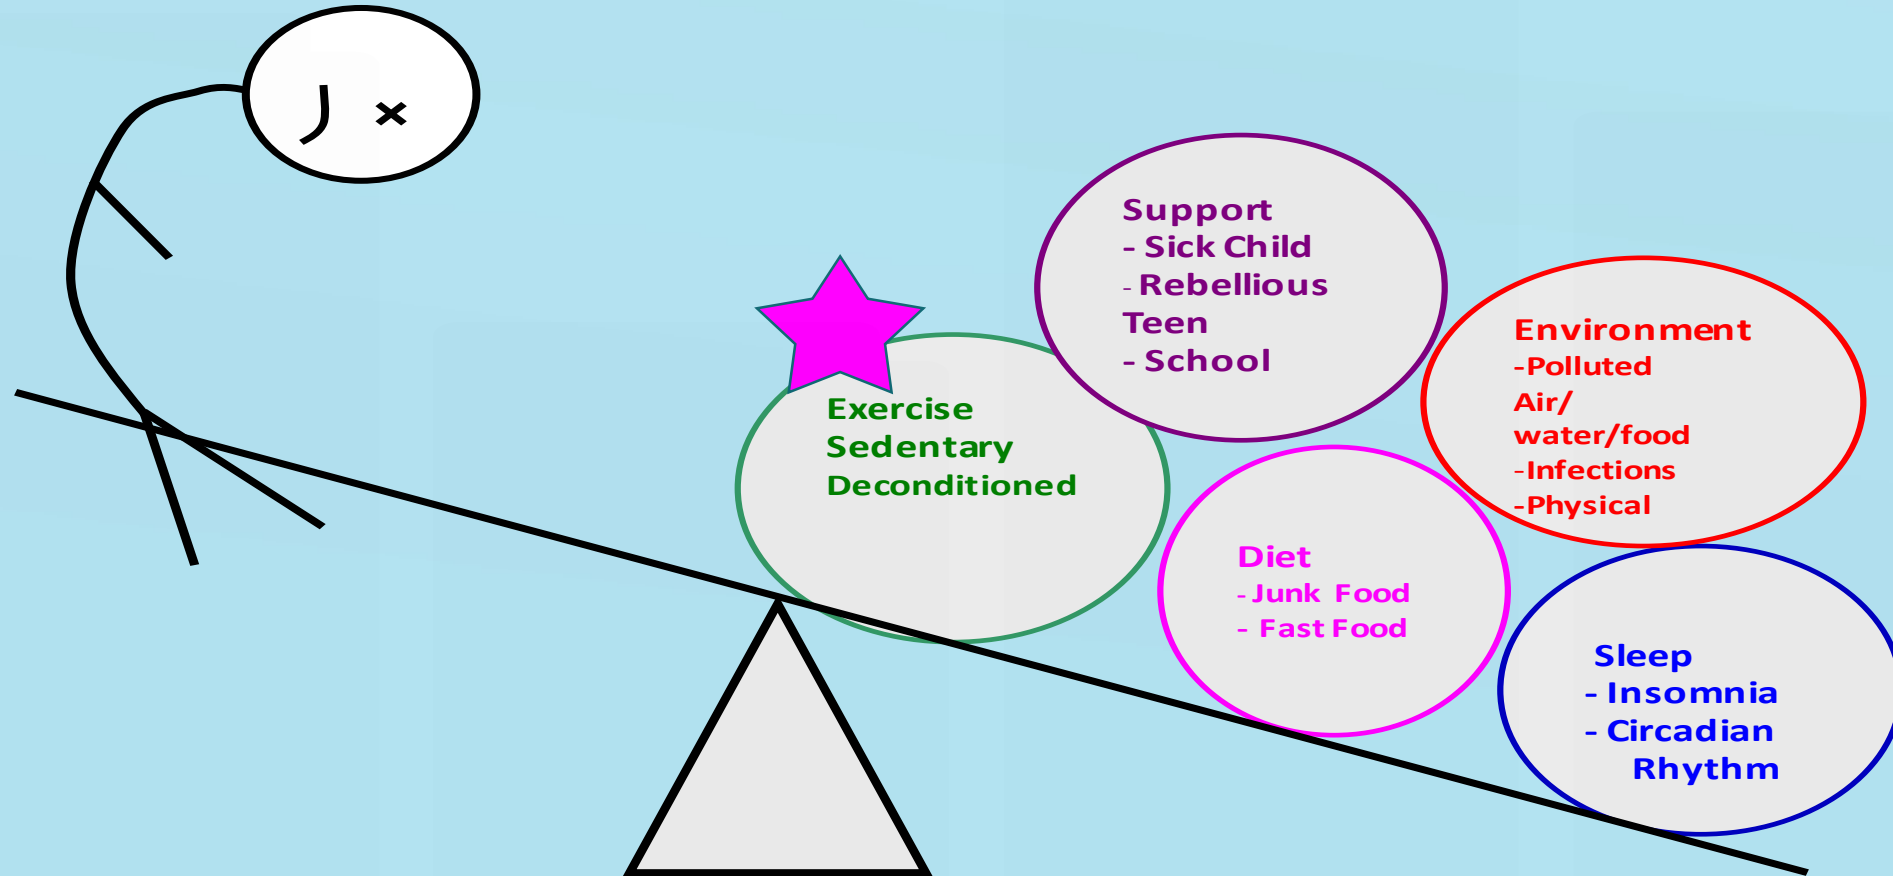 Support
- Sick Child
- Rebellious
Teen
- School
Environment
-Polluted
Air/
water/food
-Infections
-Physical
Exercise
Sedentary
Deconditioned
Diet
- Junk Food
- Fast Food
Sleep
- Insomnia
- Circadian
Rhythm